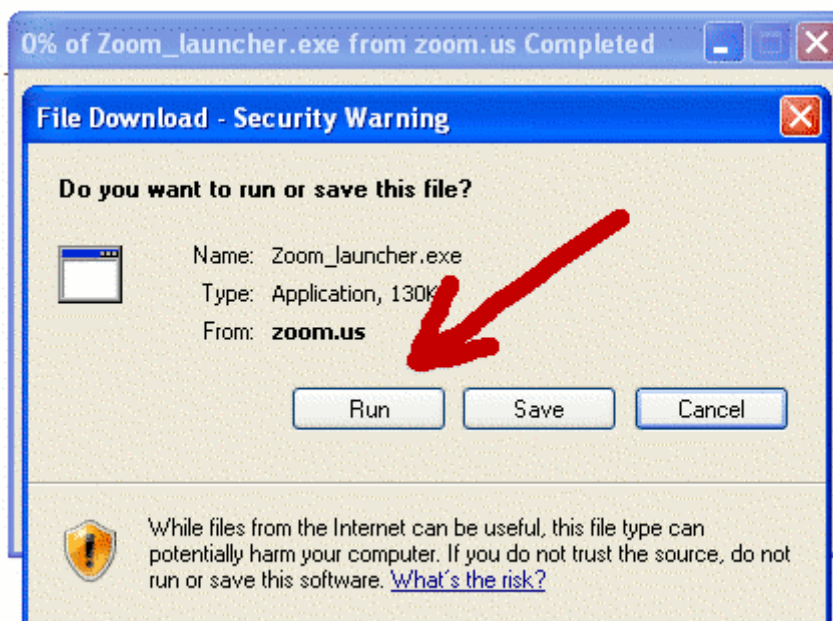 0% of Zoom_launcher.exe from zoom.us Completed
File Download - Security Warning
Do you want to run or save this file?
Name: Zoom_launcher.exe
Type: Application, 130K
From: zoom.us
Run Save Cancel
While files from the Internet can be useful, this file type can
potentially harm your computer. If you do not trust the source, do not
run or save this software. What's the risk?